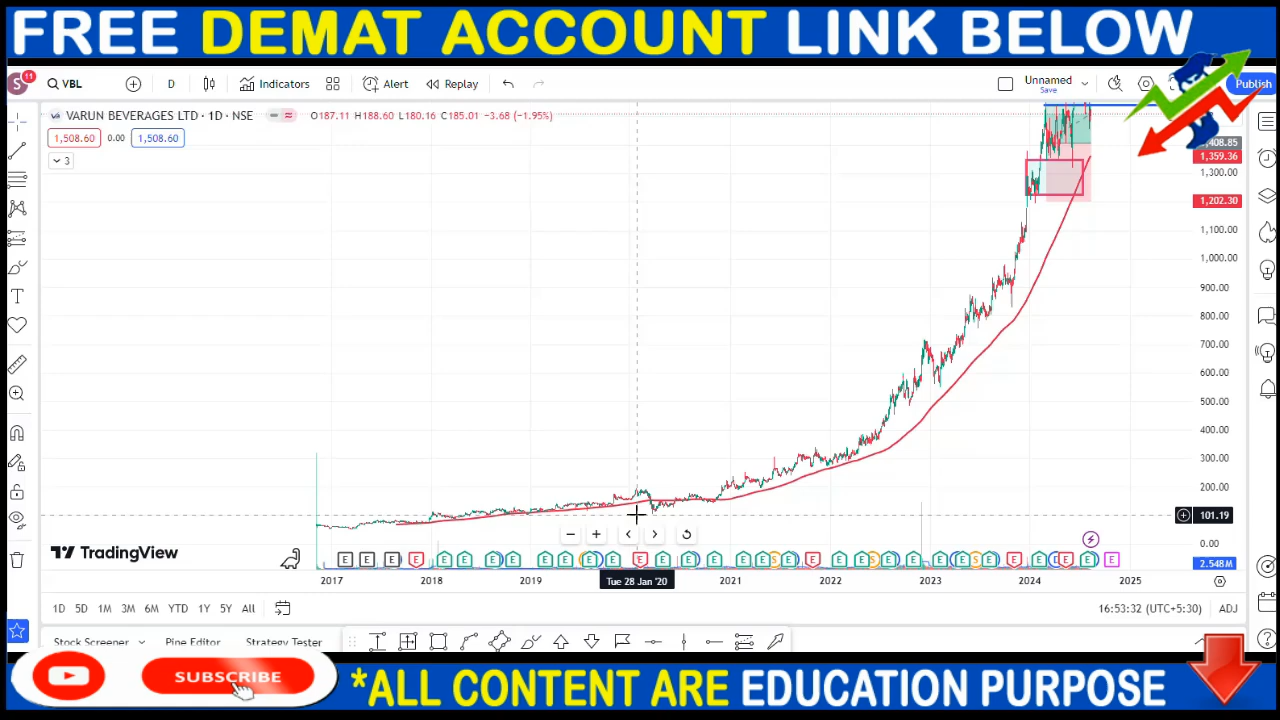 FREE DEMAT ACCOUNT LINK BELOW
S 11 VBL D Indicators Alert Replay Unnamed Save Publish
VARUN BEVERAGES LTD · 1D · NSE O187.11 180.16 C185.01 −3.68 (−1.95%)
1,508.60 0.00 1,508.60
3
1,408.85
1,359.36
1,300.00
1,202.30
1,100.00
1,000.00
900.00
800.00
700.00
600.00
500.00
400.00
300.00
200.00
101.19
0.00
2.548M
TradingView
E E E E E E E E E E E E E E E E E E E E E E E E S E E S E E
2017 2018 2019 Tue 28 Jan '20 2021 2022 2023 2024 2025
1D 5D 1M 3M 6M YTD 1Y 5Y All 16:53:32 (UTC+5:30) ADJ
Stock Screener Pine Editor Strategy Tester
SUBSCRIBE
*ALL CONTENT ARE EDUCATION PURPOSE